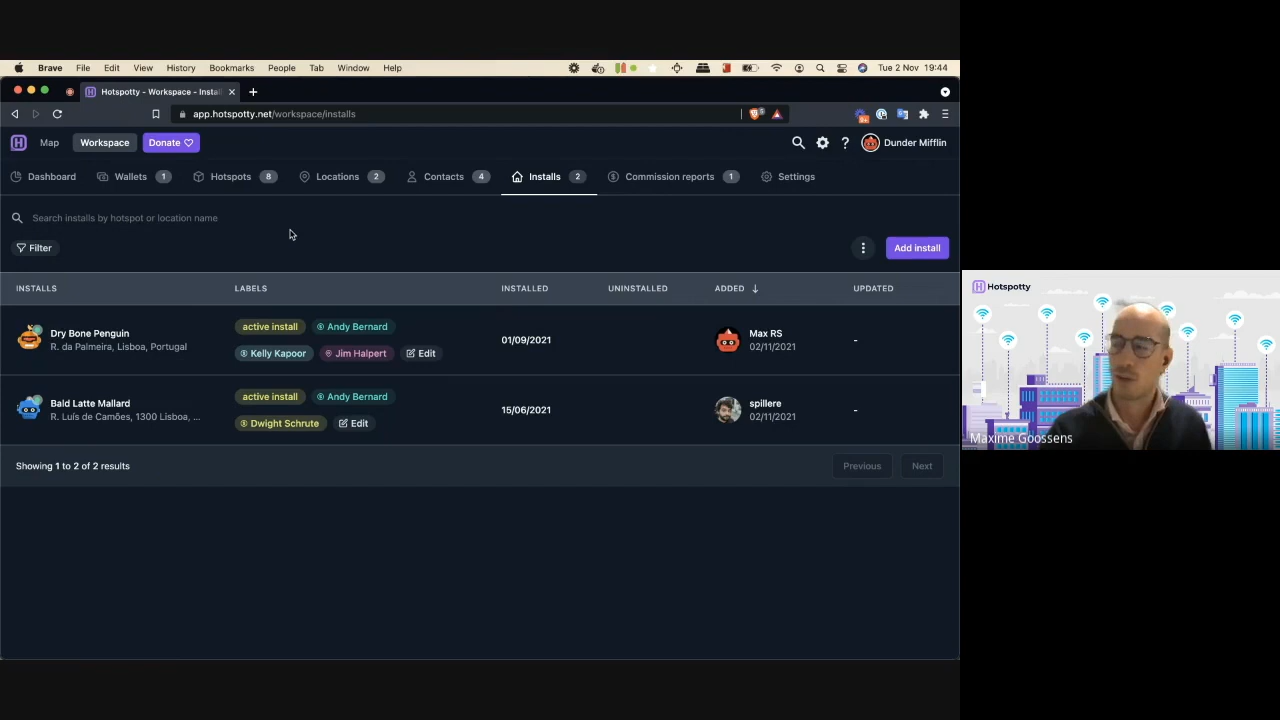 Brave File Edit View History Bookmarks People Tab Window Help Tue 2 Nov 19:44
Hotspotty - Workspace - Instal
app.hotspotty.net/workspace/installs
Map Workspace Donate Dunder Mifflin
Dashboard Wallets 1 Hotspots 8 Locations 2 Contacts 4 Installs 2 Commission reports 1 Settings
Search installs by hotspot or location name
Filter Add install
INSTALLS LABELS INSTALLED UNINSTALLED ADDED UPDATED
Dry Bone Penguin
R. da Palmeira, Lisboa, Portugal
active install Andy Bernard
Kelly Kapoor Jim Halpert Edit
01/09/2021
Max RS
02/11/2021
-
Bald Latte Mallard
R. Luís de Camões, 1300 Lisboa, ...
active install Andy Bernard
Dwight Schrute Edit
15/06/2021
spillere
02/11/2021
-
Showing 1 to 2 of 2 results
Previous Next
Hotspotty
Maxime Goossens